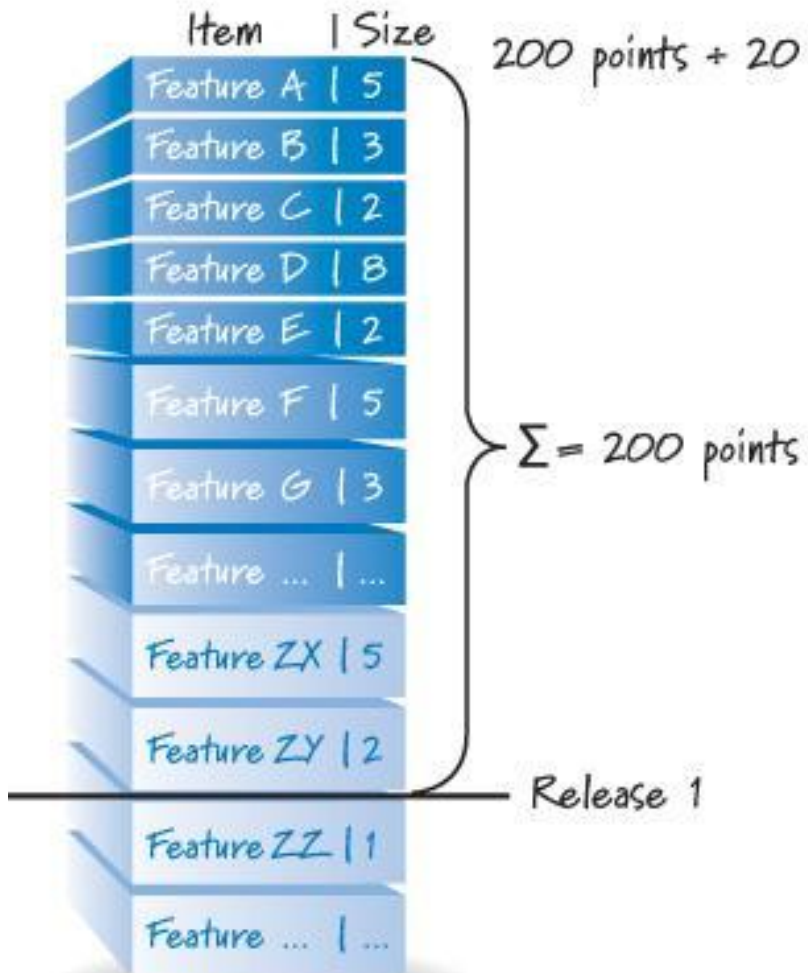 Item | Size
200 points ÷ 20
Feature A | 5
Feature B | 3
Feature C | 2
Feature D | 8
Feature E | 2
Feature F | 5
Feature G | 3
Feature ... | ...
Σ = 200 points
Feature ZX | 5
Feature ZY | 2
Release 1
Feature ZZ | 1
Feature ... | ...